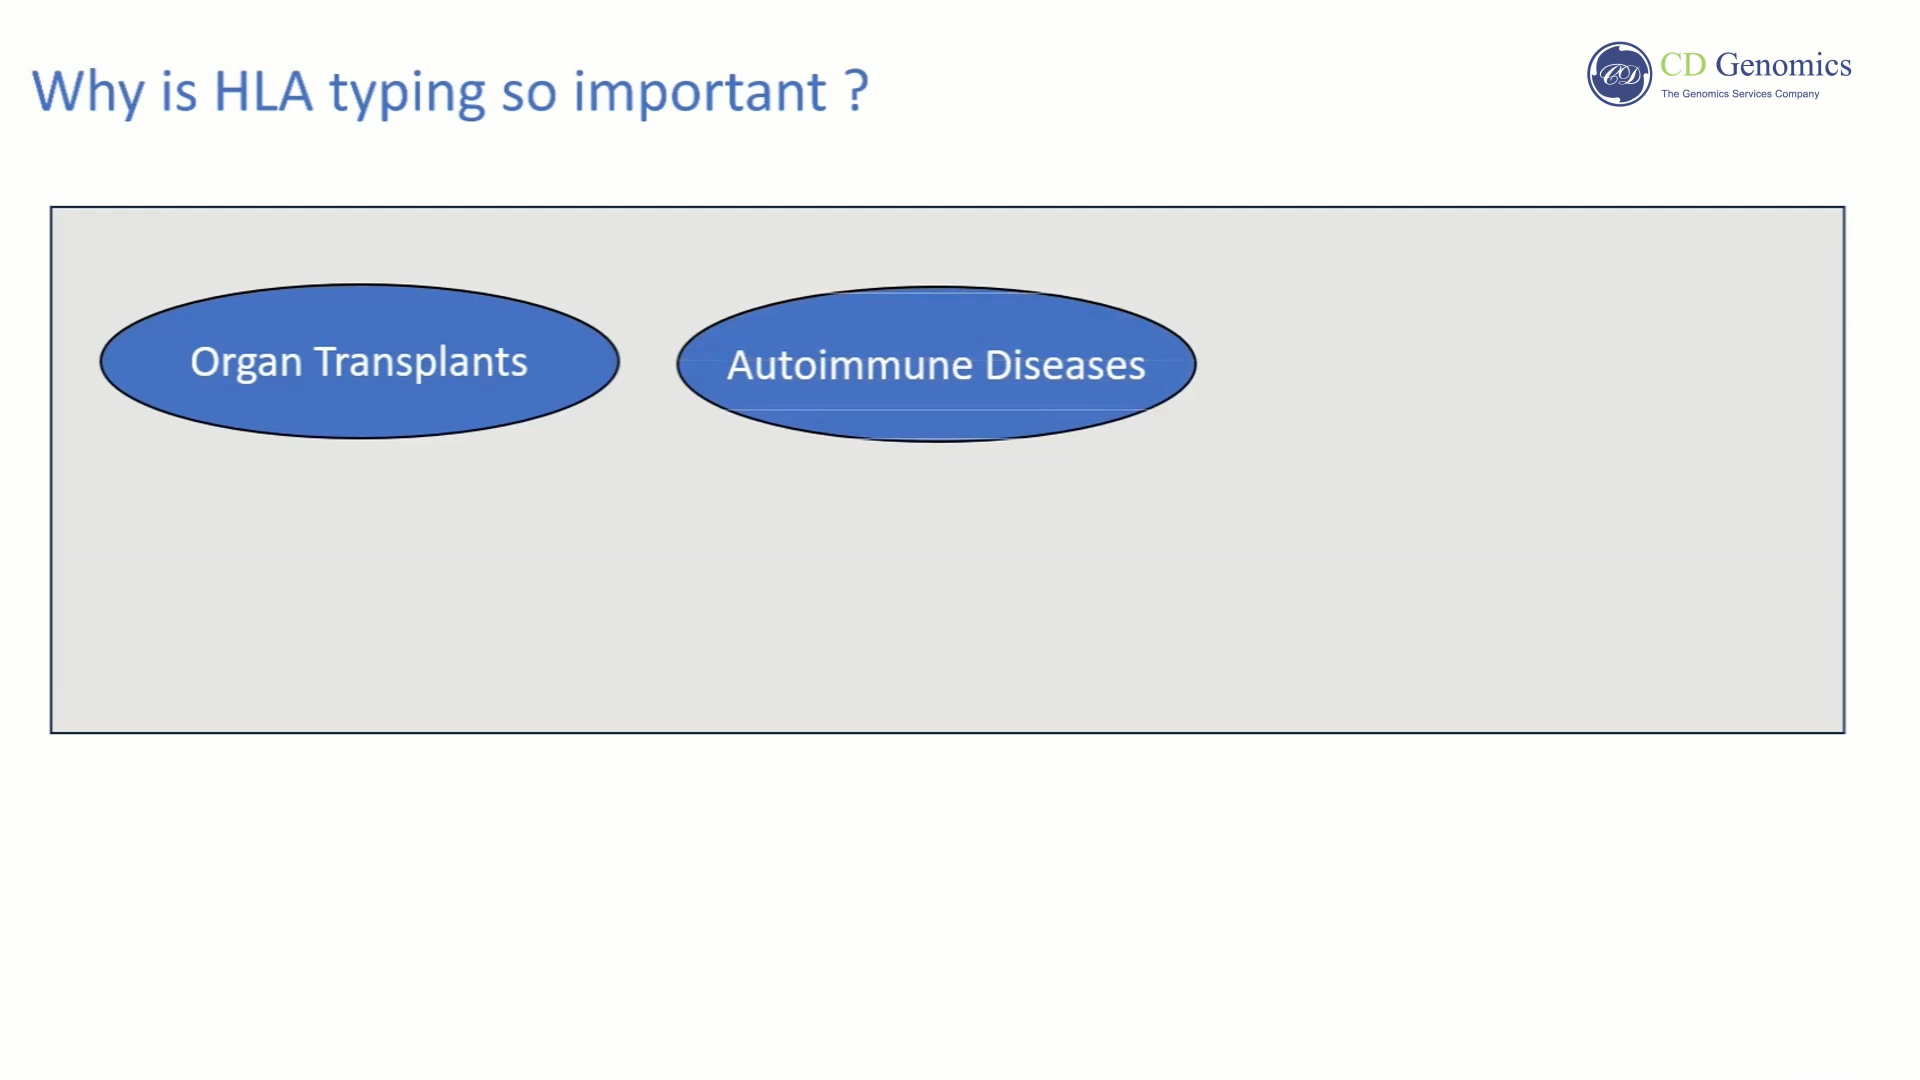 Why is HLA typing so important ?
CD Genomics
The Genomics Services Company
Organ Transplants
Autoimmune Diseases